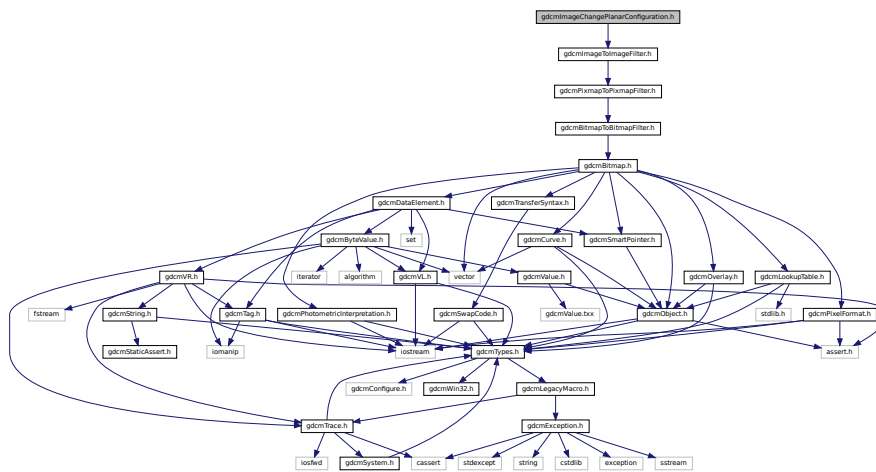 gdcmImageChangePlanarConfiguration.h
gdcmImageToImageFilter.h
gdcmPixmapToPixmapFilter.h
gdcmBitmapToBitmapFilter.h
gdcmBitmap.h
gdcmDataElement.h
gdcmTransferSyntax.h
gdcmByteValue.h
set
gdcmCurve.h
gdcmSmartPointer.h
gdcmVR.h
iterator
algorithm
gdcmVL.h
vector
gdcmValue.h
gdcmOverlay.h
gdcmLookupTable.h
fstream
gdcmString.h
gdcmTag.h
gdcmPhotometricInterpretation.h
gdcmSwapCode.h
gdcmValue.txx
gdcmObject.h
stdlib.h
gdcmPixelFormat.h
gdcmStaticAssert.h
iomanip
iostream
gdcmTypes.h
assert.h
gdcmConfigure.h
gdcmWin32.h
gdcmLegacyMacro.h
gdcmTrace.h
gdcmException.h
iosfwd
gdcmSystem.h
cassert
stdexcept
string
cstdlib
exception
sstream